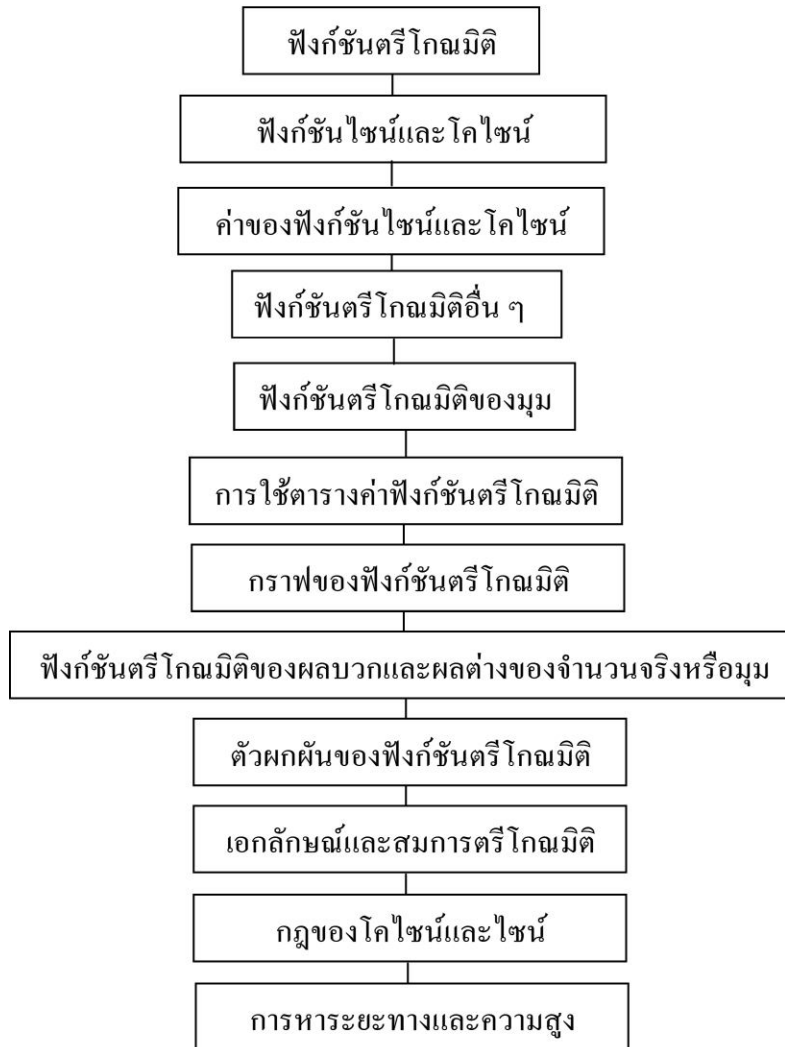 ฟังก์ชันตรีโกณมิติ
ฟังก์ชันไซน์และโคไซน์
ค่าของฟังก์ชันไซน์และโคไซน์
ฟังก์ชันตรีโกณมิติอื่น ๆ
ฟังก์ชันตรีโกณมิติของมุม
การใช้ตารางค่าฟังก์ชันตรีโกณมิติ
กราฟของฟังก์ชันตรีโกณมิติ
ฟังก์ชันตรีโกณมิติของผลบวกและผลต่างของจำนวนจริงหรือมุม
ตัวผกผันของฟังก์ชันตรีโกณมิติ
เอกลักษณ์และสมการตรีโกณมิติ
กฎของโคไซน์และไซน์
การหาระยะทางและความสูง